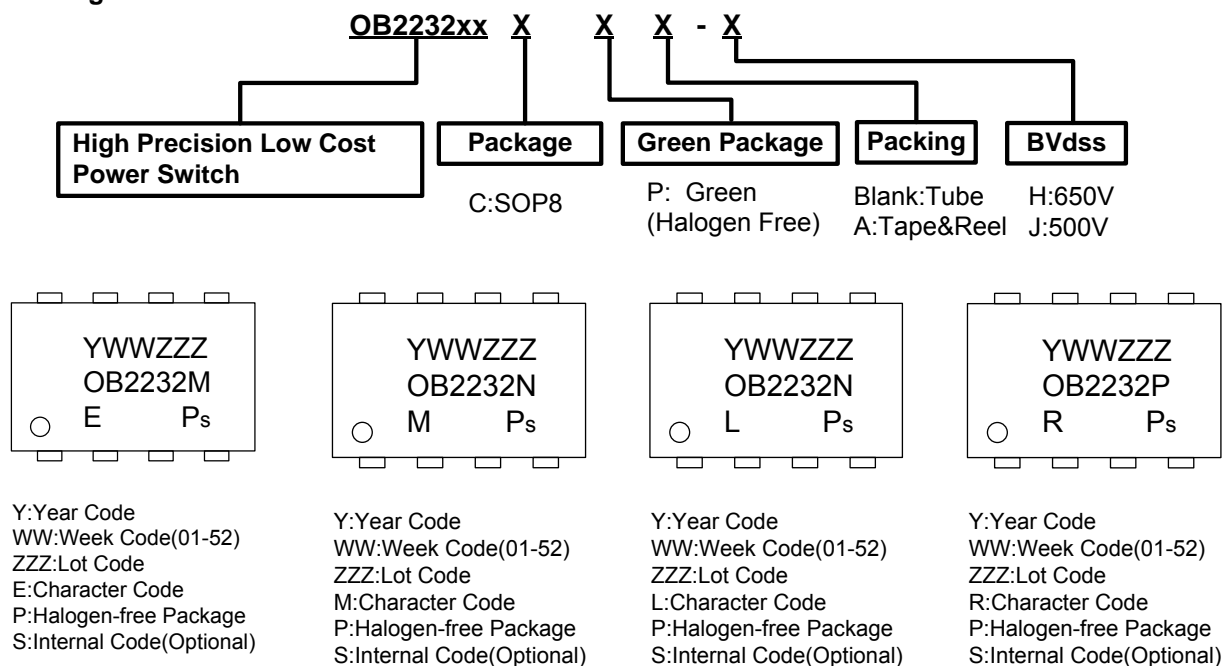 OB2232xx X X X - X
High Precision Low Cost
Power Switch
Package
C:SOP8
Green Package
P: Green
(Halogen Free)
Packing
Blank:Tube
A:Tape&Reel
BVdss
H:650V
J:500V
YWWZZZ
OB2232M
E Ps
Y:Year Code
WW:Week Code(01-52)
ZZZ:Lot Code
E:Character Code
P:Halogen-free Package
S:Internal Code(Optional)
YWWZZZ
OB2232N
M Ps
Y:Year Code
WW:Week Code(01-52)
ZZZ:Lot Code
M:Character Code
P:Halogen-free Package
S:Internal Code(Optional)
YWWZZZ
OB2232N
L Ps
Y:Year Code
WW:Week Code(01-52)
ZZZ:Lot Code
L:Character Code
P:Halogen-free Package
S:Internal Code(Optional)
YWWZZZ
OB2232P
R Ps
Y:Year Code
WW:Week Code(01-52)
ZZZ:Lot Code
R:Character Code
P:Halogen-free Package
S:Internal Code(Optional)